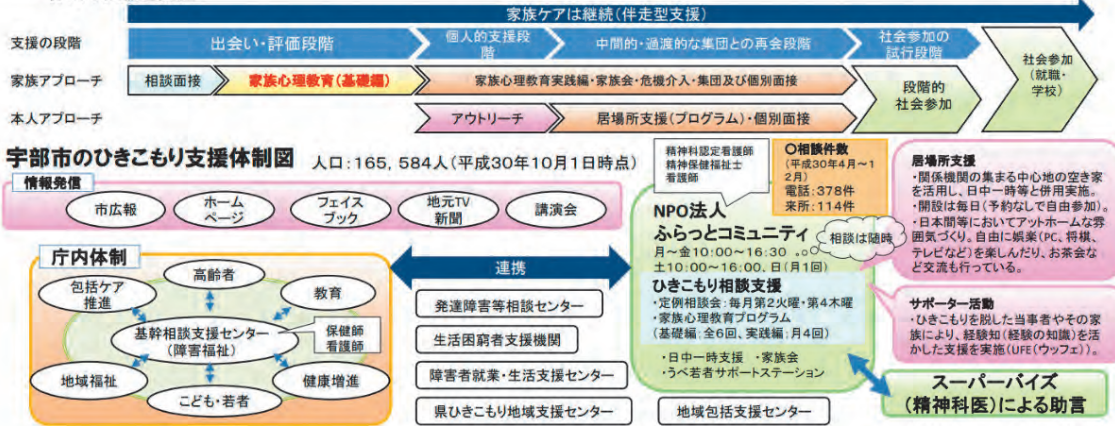 家族ケアは継続(伴走型支援)
支援の段階
出会い・評価段階
個人的支援段
階
中間的・過渡的な集団との再会段階
社会参加の
試行段階
社会参加
(就職・
学校)
家族アプローチ
相談面接
家族心理教育(基礎編)
家族心理教育実践編・家族会・危機介入・集団及び個別面接
段階的
社会参加
本人アプローチ
アウトリーチ
居場所支援(プログラム)・個別面接
宇部市のひきこもり支援体制図
人口:165,584人(平成30年10月1日時点)
情報発信
市広報
ホーム
ページ
フェイス
ブック
地元TV
新聞
講演会
庁内体制
高齢者
包括ケア
推進
教育
基幹相談支援センター
(障害福祉)
保健師
看護師
地域福祉
健康増進
こども・若者
連携
発達障害等相談センター
生活困窮者支援機関
障害者就業・生活支援センター
県ひきこもり地域支援センター
地域包括支援センター
精神科認定看護師
精神保健福祉士
看護師
〇相談件数
(平成30年4月~1
2月)
電話:378件
来所:114件
NPO法人
ふらっとコミュニティ
月~金10:00~16:30
土10:00~16:00、日(月1回)
相談は随時
ひきこもり相談支援
・定例相談会:毎月第2火曜・第4木曜
・家族心理教育プログラム
(基礎編:全6回、実践編:月4回)
・日中一時支援 ・家族会
・うべ若者サポートステーション
居場所支援
・関係機関の集まる中心地の空き家
を活用し、日中一時等と併用実施。
・開設は毎日(予約なしで自由参加)。
・日本間等においてアットホームな雰
囲気づくり。自由に娯楽(PC、将棋、
テレビなど)を楽しんだり、お茶会な
ど交流も行っている。
サポーター活動
・ひきこもりを脱した当事者やその家
族により、経験知(経験の知識)を活
かした支援を実施(UFE(ウッフェ))。
スーパーバイズ
(精神科医)による助言